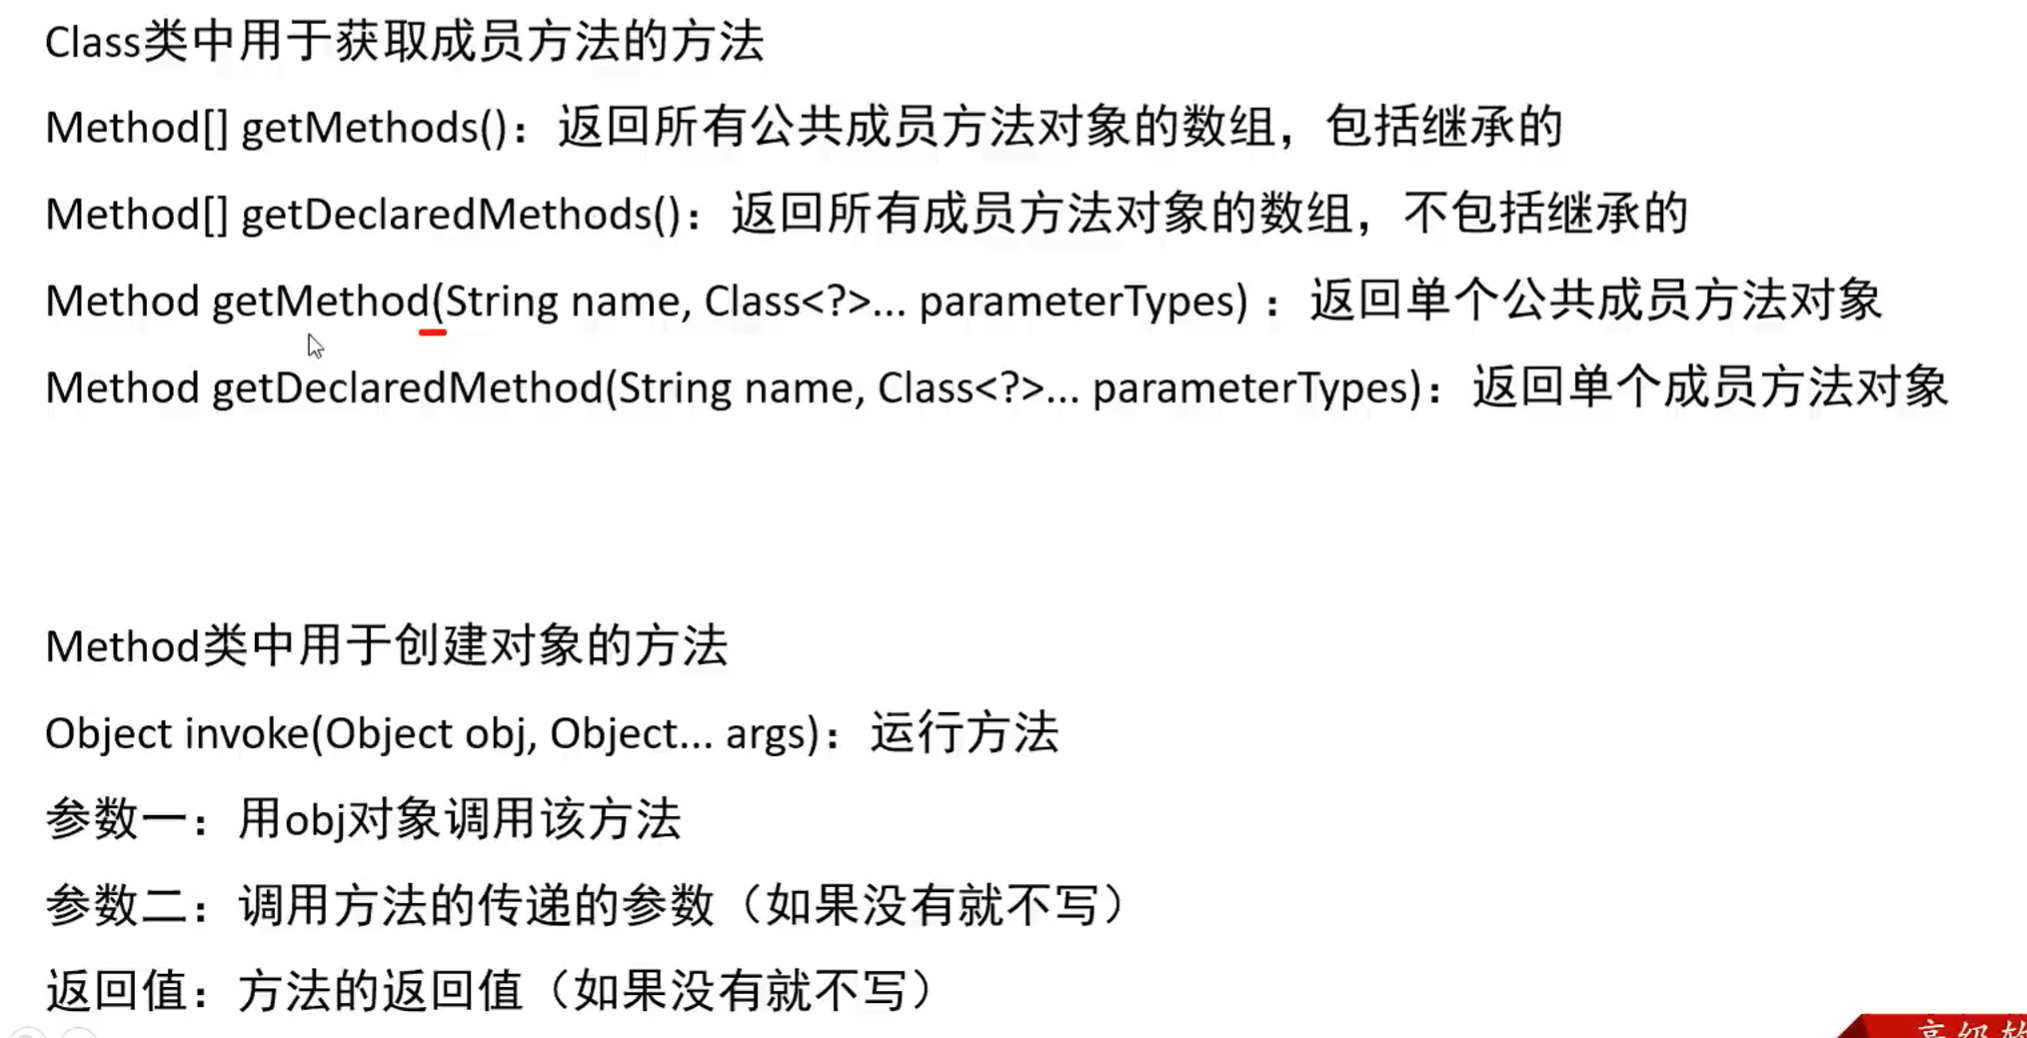 Class类中用于获取成员方法的方法
Method[] getMethods()：返回所有公共成员方法对象的数组，包括继承的
Method[] getDeclaredMethods()：返回所有成员方法对象的数组，不包括继承的
Method getMethod(String name, Class<?>... parameterTypes) ：返回单个公共成员方法对象
Method getDeclaredMethod(String name, Class<?>... parameterTypes)：返回单个成员方法对象
Method类中用于创建对象的方法
Object invoke(Object obj, Object... args)：运行方法
参数一：用obj对象调用该方法
参数二：调用方法的传递的参数（如果没有就不写）
返回值：方法的返回值（如果没有就不写）
高级